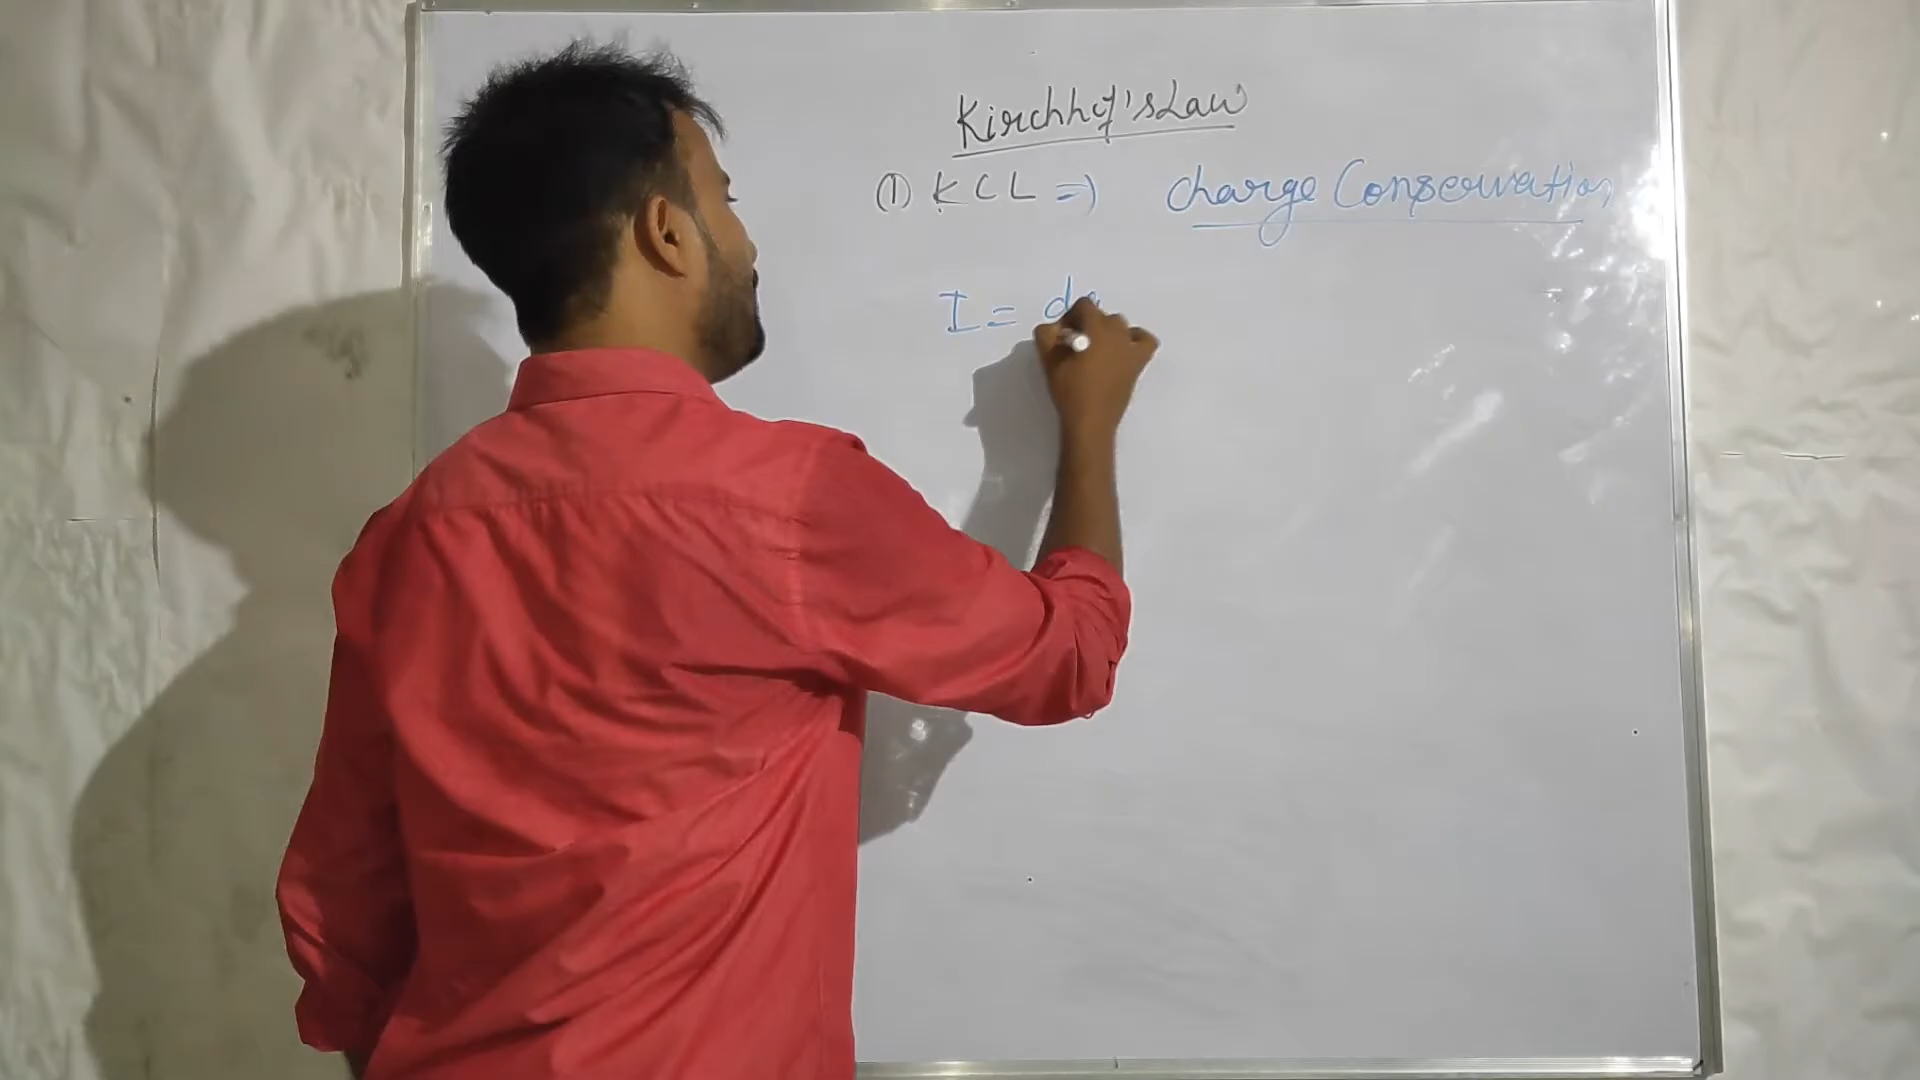 Kirchhof's Law
(1) KCL => Charge Conservation
I = dq